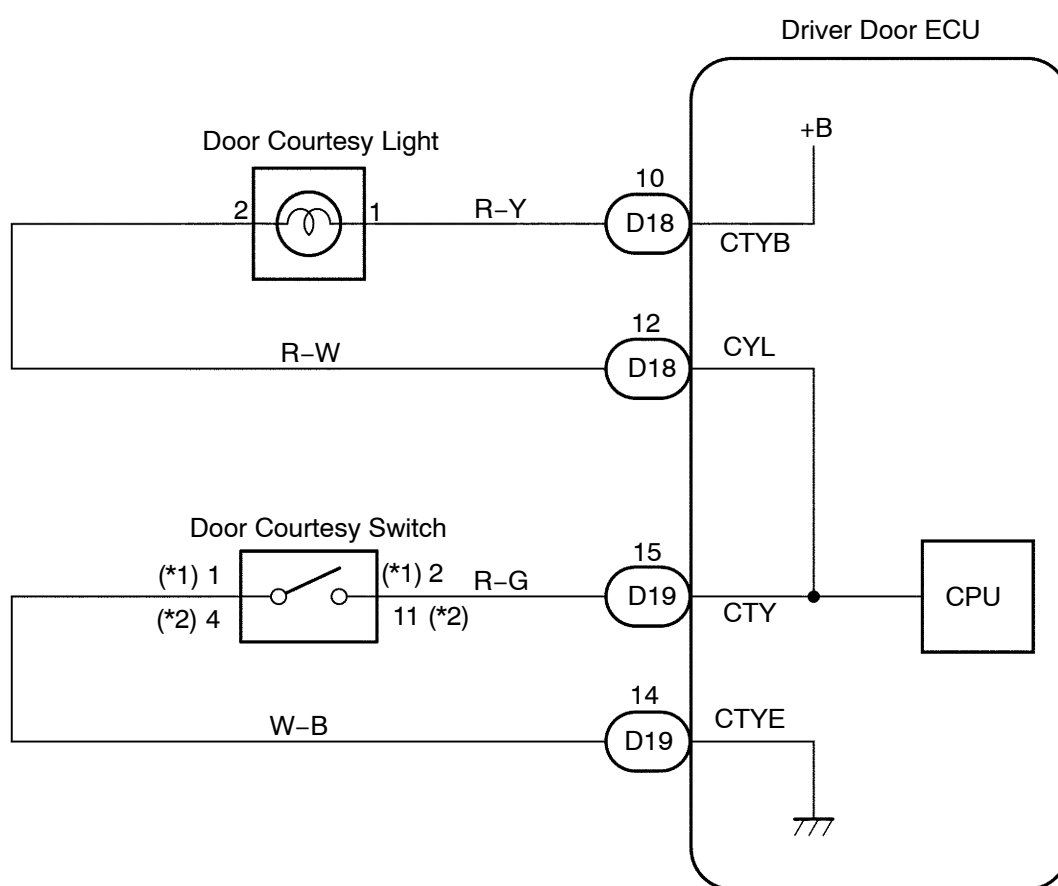 Driver Door ECU
+B
Door Courtesy Light
10
2
1
R–Y
D18
CTYB
12
R–W
D18
CYL
Door Courtesy Switch
15
(*1) 1
(*1) 2
R–G
D19
CPU
(*2) 4
11 (*2)
CTY
14
W–B
D19
CTYE